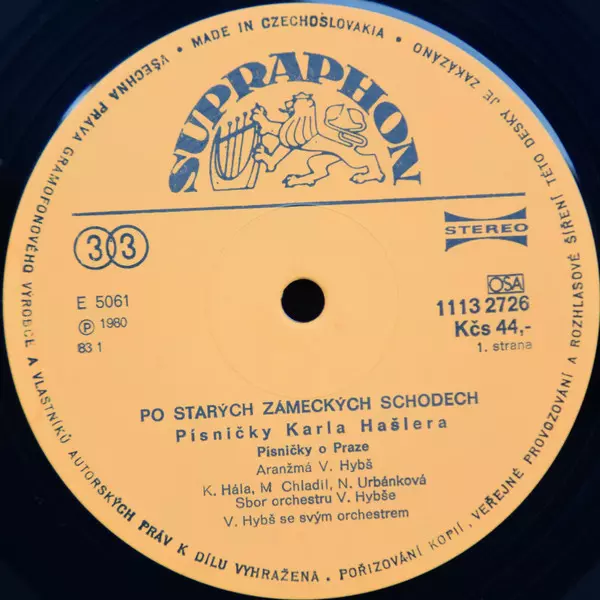 VŠECHNA PRÁVA GRAMOFONOVÉHO VÝROBCE A VLASTNÍKŮ AUTORSKÝCH PRÁV K DÍLU VYHRAŽENA . POŘIZOVÁNÍ KOPIÍ, VEŘEJNÉ PROVOZOVÁNÍ A ROZHLASOVÉ ŠÍŘENÍ TÉTO DESKY JE ZAKÁZÁNO • MADE IN CZECHOSLOVAKIA •
SUPRAPHON
33
STEREO
E 5061
℗ 1980
83 1
OSA
1113 2726
Kčs 44,-
1. strana
PO STARÝCH ZÁMECKÝCH SCHODECH
Písničky Karla Hašlera
Písničky o Praze
Aranžmá V. Hybš
K. Hála, M Chladil, N. Urbánková
Sbor orchestru V. Hybše
V. Hybš se svým orchestrem